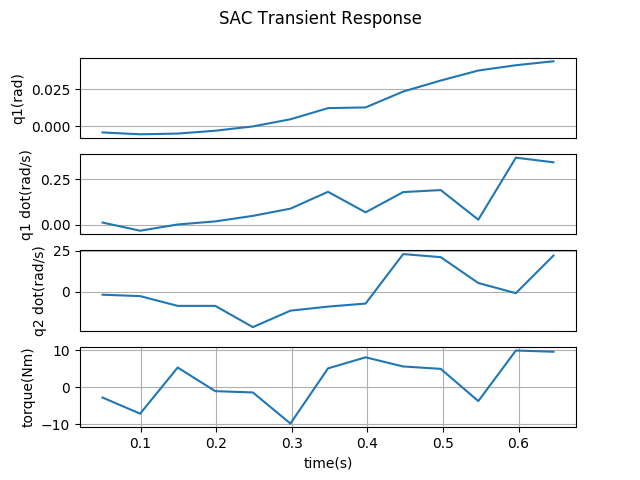 SAC Transient Response
q1(rad)
0.025
0.000
q1 dot(rad/s)
0.25
0.00
q2 dot(rad/s)
25
0
torque(Nm)
10
0
−10
0.1 0.2 0.3 0.4 0.5 0.6
time(s)